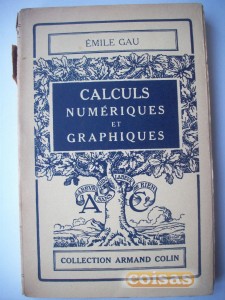 ÉMILE GAU
CALCULS
NUMÉRIQUES
ET
GRAPHIQUES
A C
COLLECTION ARMAND COLIN
coisas